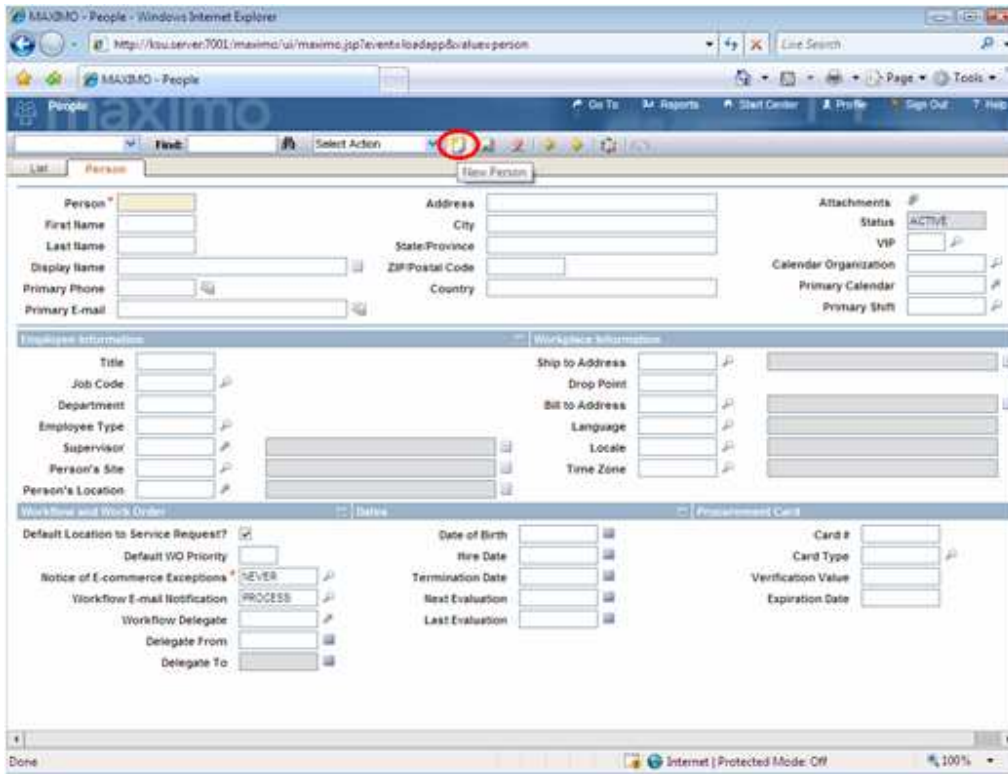 MAXIMO - People - Windows Internet Explorer
http://ksu.server:7001/maximo/ui/maximo.jsp?event=loadapp&value=person
Live Search
MAXIMO - People
Page Tools
People maximo Go To Reports Start Center Profile Sign Out ? Help
Find: Select Action
List Person New Person
Person * Address Attachments
First Name City Status ACTIVE
Last Name State/Province VIP
Display Name ZIP/Postal Code Calendar Organization
Primary Phone Country Primary Calendar
Primary E-mail Primary Shift
Employee Information Workplace Information
Title Ship to Address
Job Code Drop Point
Department Bill to Address
Employee Type Language
Supervisor Locale
Person's Site Time Zone
Person's Location
Workflow and Work Order Dates Procurement Card
Default Location to Service Request? Date of Birth Card #
Default WO Priority Hire Date Card Type
Notice of E-commerce Exceptions * NEVER Termination Date Verification Value
Workflow E-mail Notification PROCESS Next Evaluation Expiration Date
Workflow Delegate Last Evaluation
Delegate From
Delegate To
Done Internet | Protected Mode: Off 100%